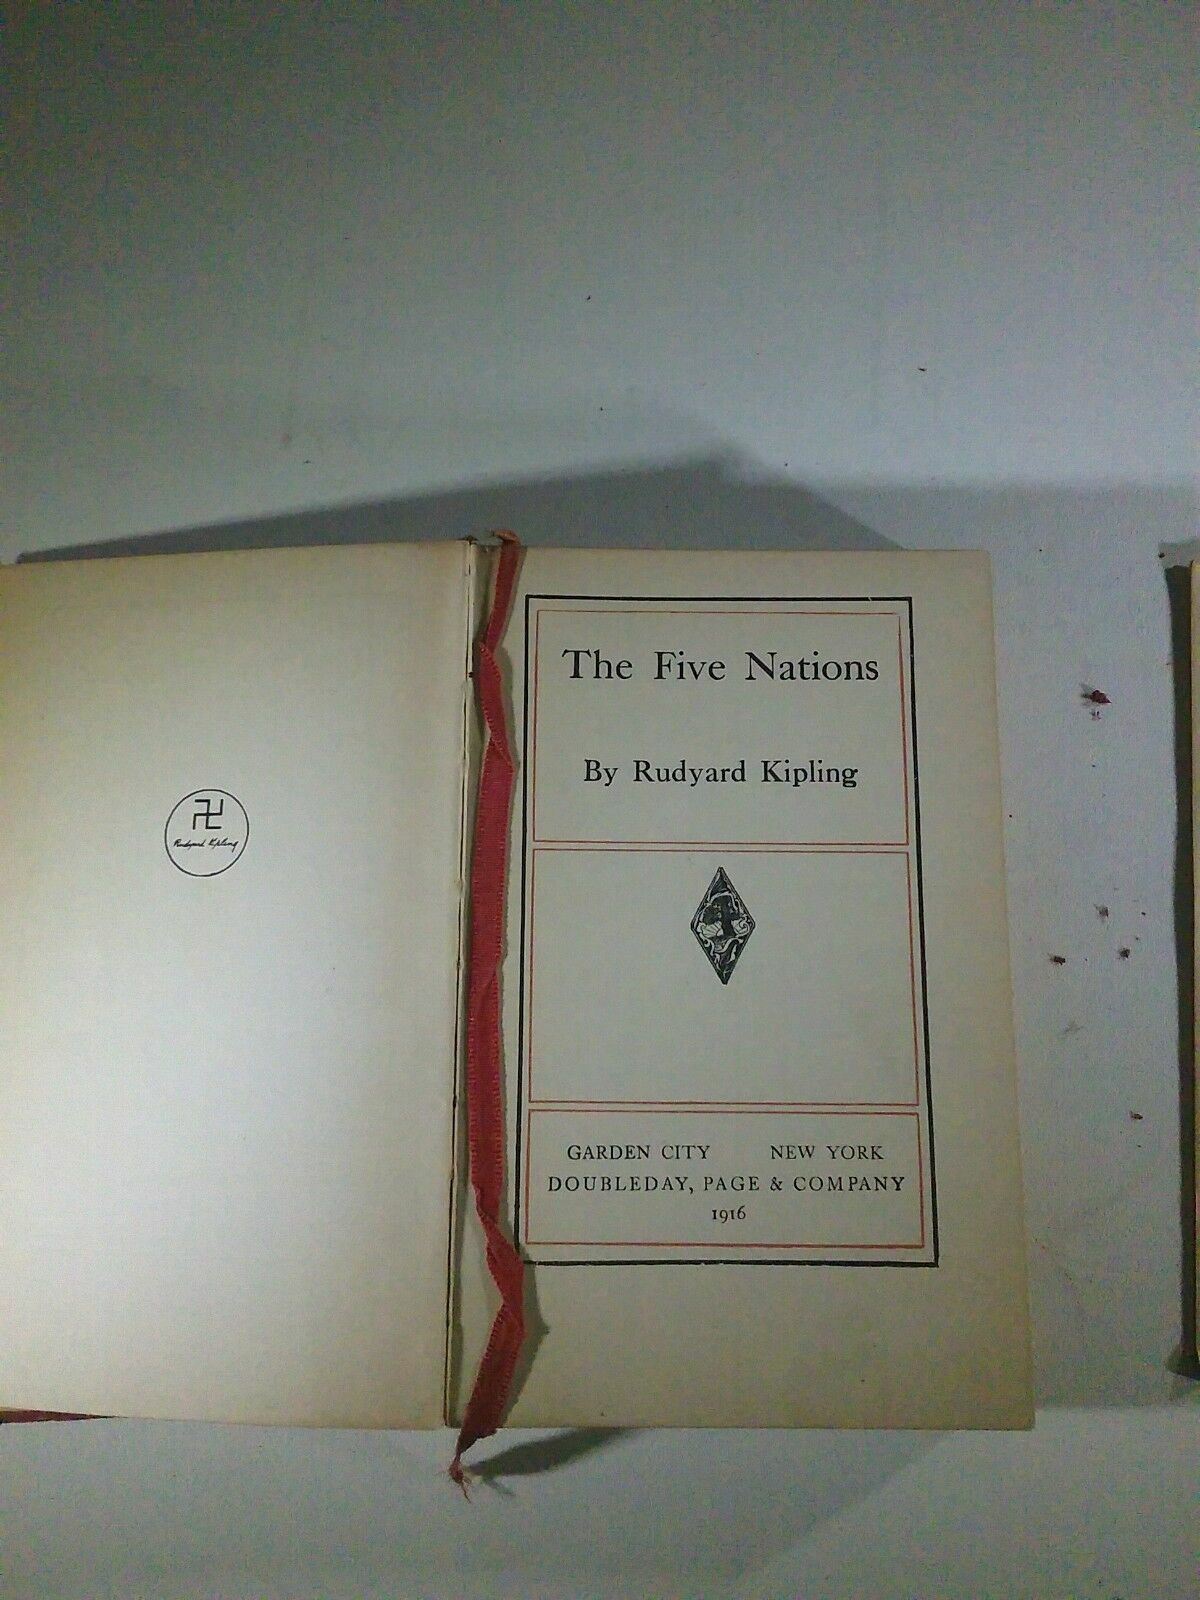 Rudyard Kipling
The Five Nations
By Rudyard Kipling
GARDEN CITY NEW YORK
DOUBLEDAY, PAGE & COMPANY
1916